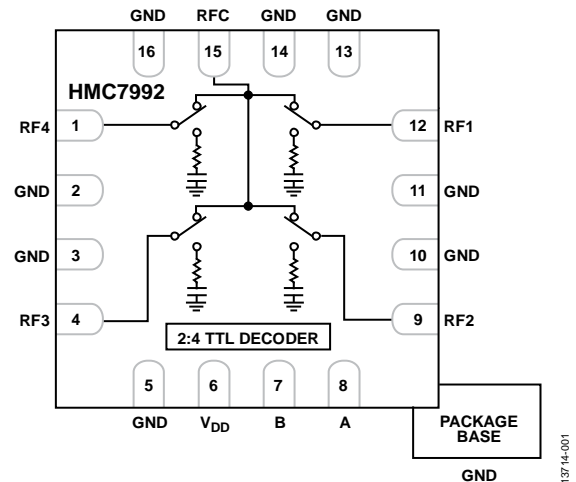 GND RFC GND GND
16 15 14 13
HMC7992
RF4 1 12 RF1
GND 2 11 GND
GND 3 10 GND
RF3 4 9 RF2
2:4 TTL DECODER
5 6 7 8
GND VDD B A
PACKAGE
BASE
GND
13714-001